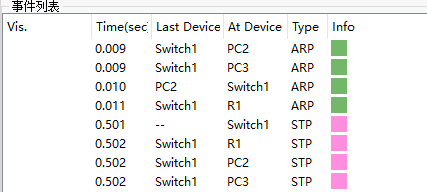 事件列表
Vis. Time(sec) Last Device At Device Type Info
0.009 Switch1 PC2 ARP
0.009 Switch1 PC3 ARP
0.010 PC2 Switch1 ARP
0.011 Switch1 R1 ARP
0.501 -- Switch1 STP
0.502 Switch1 R1 STP
0.502 Switch1 PC2 STP
0.502 Switch1 PC3 STP